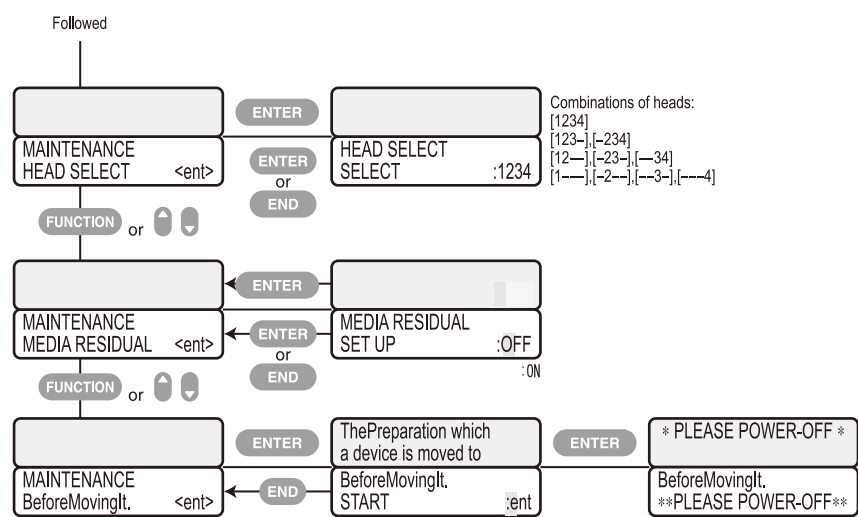 Followed
ENTER
MAINTENANCE
HEAD SELECT <ent>
ENTER
or
END
HEAD SELECT
SELECT :1234
Combinations of heads:
[1234]
[123–],[–234]
[12––],[–23–],[––34]
[1–––],[–2––],[––3–],[–––4]
FUNCTION or
ENTER
MAINTENANCE
MEDIA RESIDUAL <ent>
ENTER
or
END
MEDIA RESIDUAL
SET UP :OFF
:ON
FUNCTION or
ENTER
ThePreparation which
a device is moved to
ENTER
* PLEASE POWER-OFF *
MAINTENANCE
BeforeMovingIt. <ent>
END
BeforeMovingIt.
START :ent
BeforeMovingIt.
**PLEASE POWER-OFF**